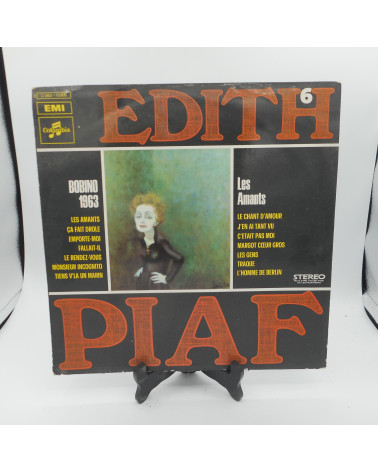 EMI
Columbia
EDITH
6
BOBINO
1963
LES AMANTS
ÇA FAIT DROLE
EMPORTE-MOI
FALLAIT-IL
LE RENDEZ-VOUS
MONSIEUR INCOGNITO
TIENS V'LA UN MARIN
Les
Amants
LE CHANT D'AMOUR
J'EN AI TANT VU
C'ETAIT PAS MOI
MARGOT CŒUR GROS
LES GENS
TRAQUE
L'HOMME DE BERLIN
STEREO
PIAF